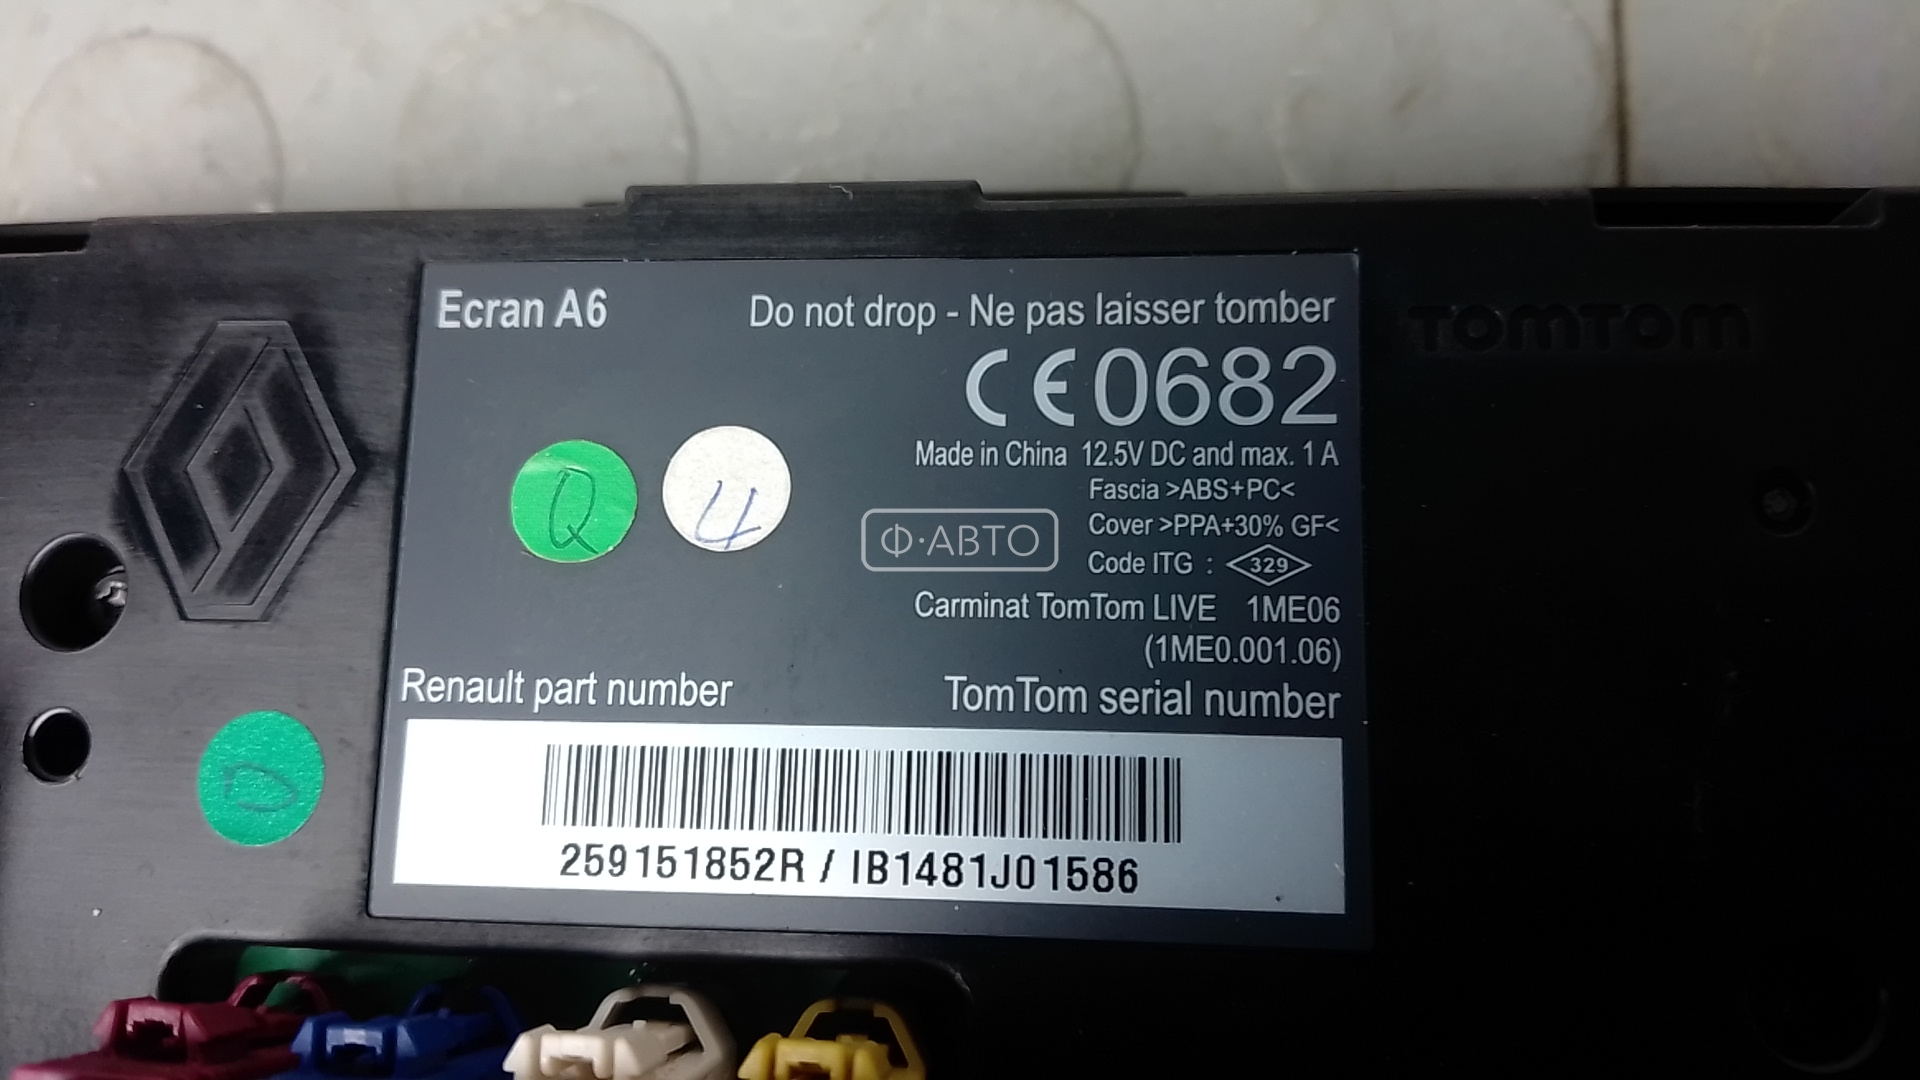 Ecran A6
Do not drop - Ne pas laisser tomber
CE0682
TOMTOM
Made in China 12.5V DC and max. 1 A
Fascia >ABS+PC<
Q
4
Ф·АВТО
Cover >PPA+30% GF<
Code ITG : 329
Carminat TomTom LIVE 1ME06
(1ME0.001.06)
Renault part number
TomTom serial number
D
259151852R / IB1481J01586